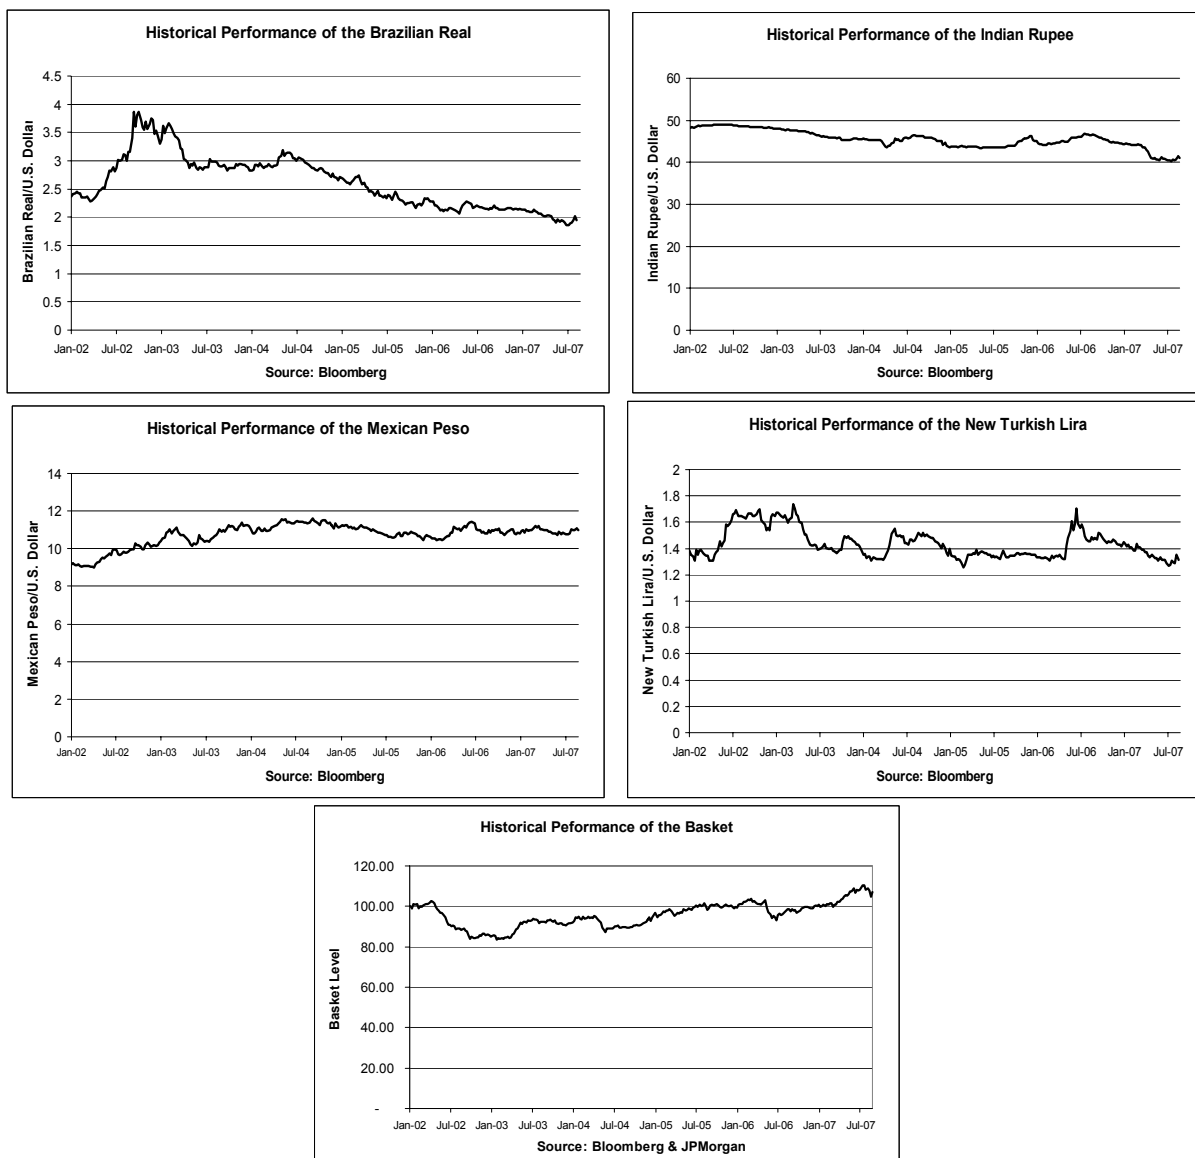 Historical Performance of the Brazilian Real
4.5
4
3.5
3
2.5
2
1.5
1
0.5
0
Brazilian Real/U.S. Dollar
Jan-02 Jul-02 Jan-03 Jul-03 Jan-04 Jul-04 Jan-05 Jul-05 Jan-06 Jul-06 Jan-07 Jul-07
Source: Bloomberg
Historical Performance of the Indian Rupee
60
50
40
30
20
10
0
Indian Rupee/U.S. Dollar
Jan-02 Jul-02 Jan-03 Jul-03 Jan-04 Jul-04 Jan-05 Jul-05 Jan-06 Jul-06 Jan-07 Jul-07
Source: Bloomberg
Historical Performance of the Mexican Peso
14
12
10
8
6
4
2
0
Mexican Peso/U.S. Dollar
Jan-02 Jul-02 Jan-03 Jul-03 Jan-04 Jul-04 Jan-05 Jul-05 Jan-06 Jul-06 Jan-07 Jul-07
Source: Bloomberg
Historical Performance of the New Turkish Lira
2
1.8
1.6
1.4
1.2
1
0.8
0.6
0.4
0.2
0
New Turkish Lira/U.S. Dollar
Jan-02 Jul-02 Jan-03 Jul-03 Jan-04 Jul-04 Jan-05 Jul-05 Jan-06 Jul-06 Jan-07 Jul-07
Source: Bloomberg
Historical Peformance of the Basket
120.00
100.00
80.00
60.00
40.00
20.00
-
Basket Level
Jan-02 Jul-02 Jan-03 Jul-03 Jan-04 Jul-04 Jan-05 Jul-05 Jan-06 Jul-06 Jan-07 Jul-07
Source: Bloomberg & JPMorgan